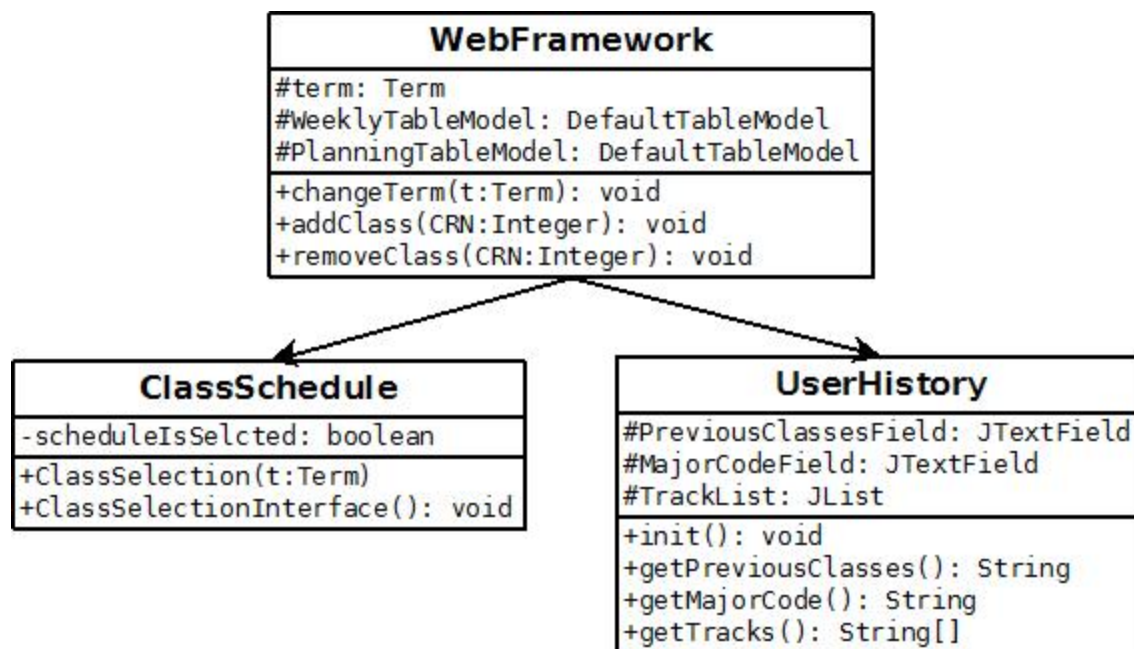 WebFramework
#term: Term
#WeeklyTableModel: DefaultTableModel
#PlanningTableModel: DefaultTableModel
+changeTerm(t:Term): void
+addClass(CRN:Integer): void
+removeClass(CRN:Integer): void
ClassSchedule
-scheduleIsSelcted: boolean
+ClassSelection(t:Term)
+ClassSelectionInterface(): void
UserHistory
#PreviousClassesField: JTextField
#MajorCodeField: JTextField
#TrackList: JList
+init(): void
+getPreviousClasses(): String
+getMajorCode(): String
+getTracks(): String[]